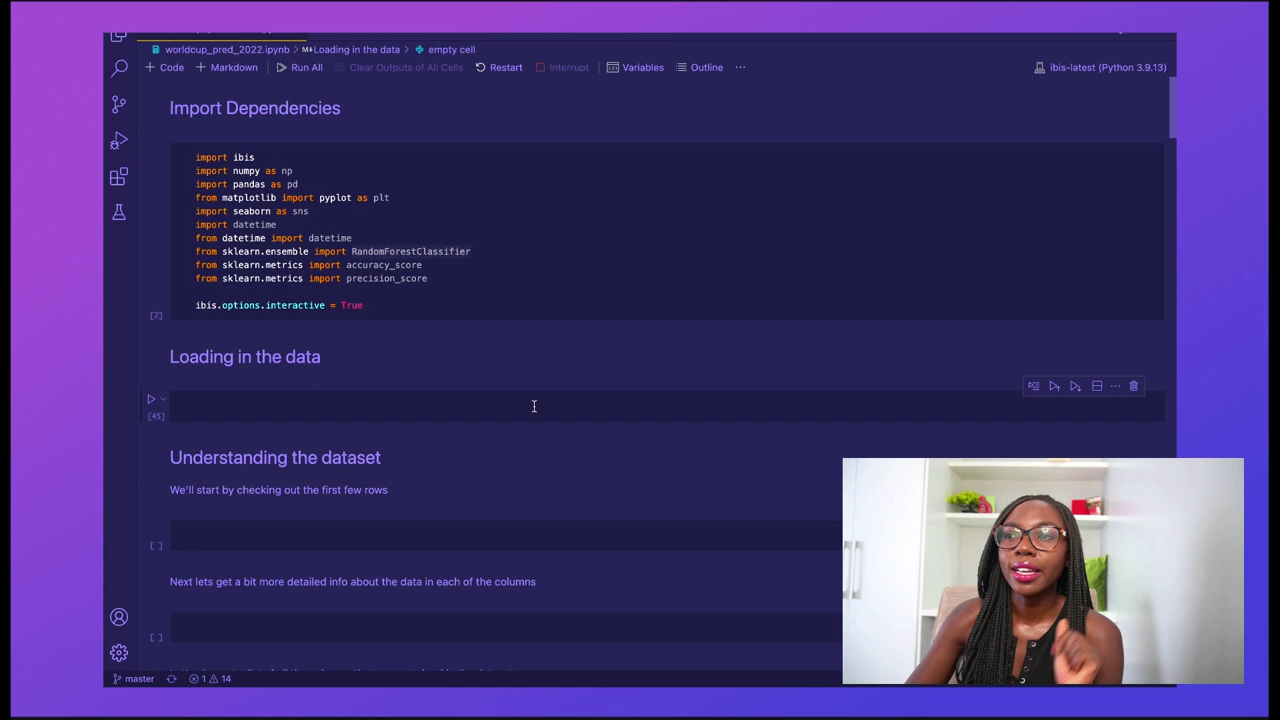 worldcup_pred_2022.ipynb > M↓Loading in the data > empty cell
+ Code + Markdown Run All Clear Outputs of All Cells Restart Interrupt Variables Outline ··· ibis-latest (Python 3.9.13)
Import Dependencies
import ibis
import numpy as np
import pandas as pd
from matplotlib import pyplot as plt
import seaborn as sns
import datetime
from datetime import datetime
from sklearn.ensemble import RandomForestClassifier
from sklearn.metrics import accuracy_score
from sklearn.metrics import precision_score
ibis.options.interactive = True
[2]
Loading in the data
[45]
Understanding the dataset
We'll start by checking out the first few rows
[ ]
Next lets get a bit more detailed info about the data in each of the columns
[ ]
master 1 14